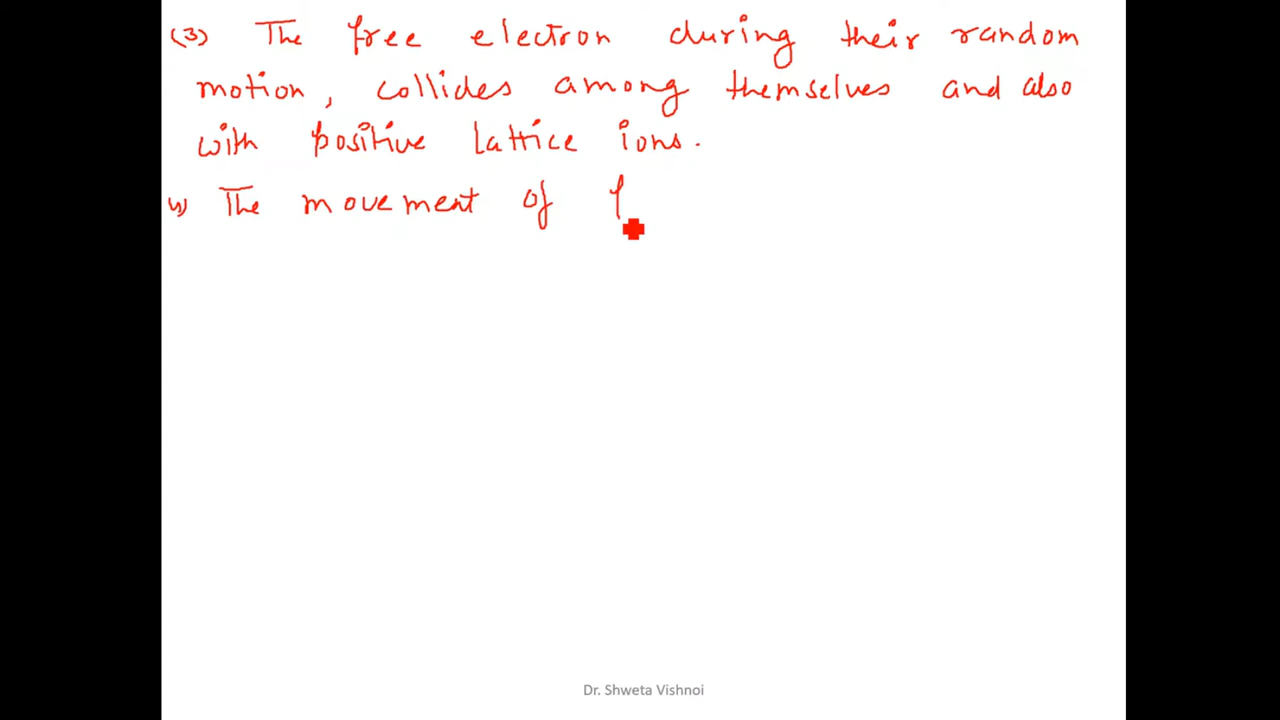 (3) The free electron during their random
motion, collides among themselves and also
with positive lattice ions.
4) The movement of f
Dr. Shweta Vishnoi